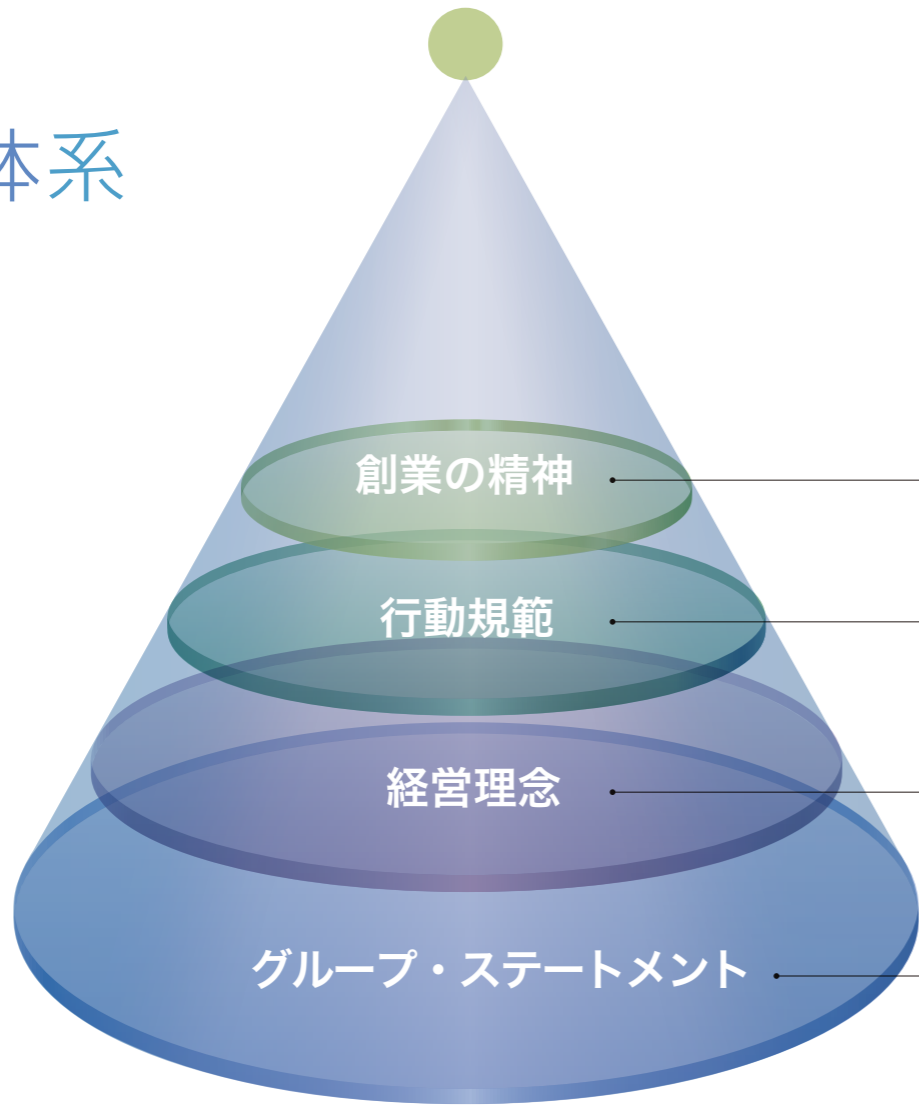 体系
創業の精神
行動規範
経営理念
グループ・ステートメント